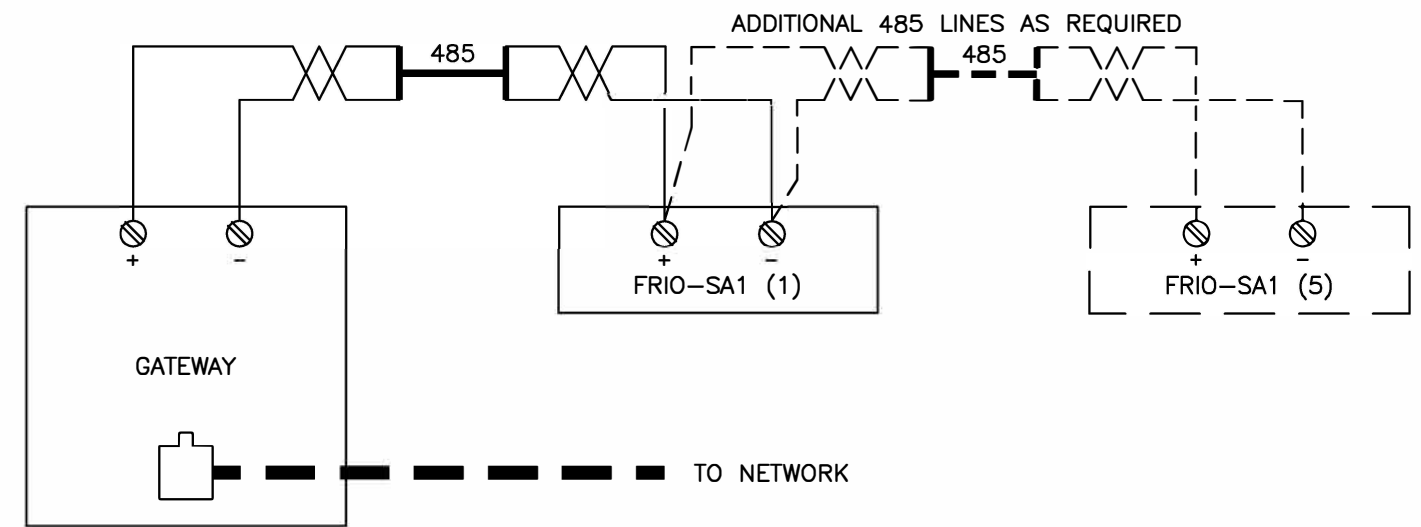 ADDITIONAL 485 LINES AS REQUIRED
485
485
+ -
+ -
+ -
FRIO-SA1 (1)
FRIO-SA1 (5)
GATEWAY
TO NETWORK